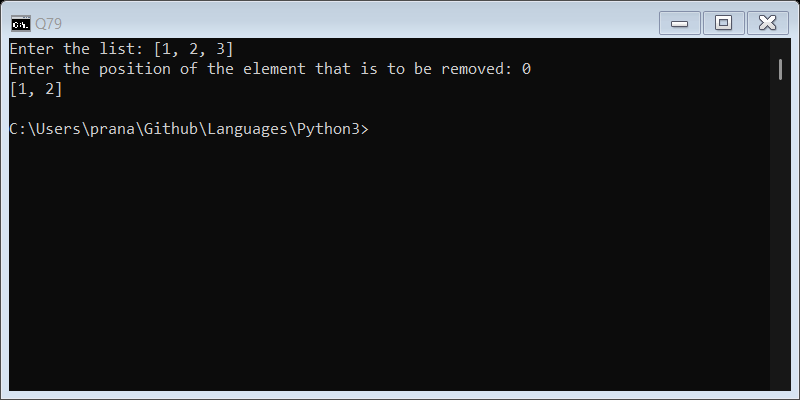 Q79
Enter the list: [1, 2, 3]
Enter the position of the element that is to be removed: 0
[1, 2]
C:\Users\prana\Github\Languages\Python3>